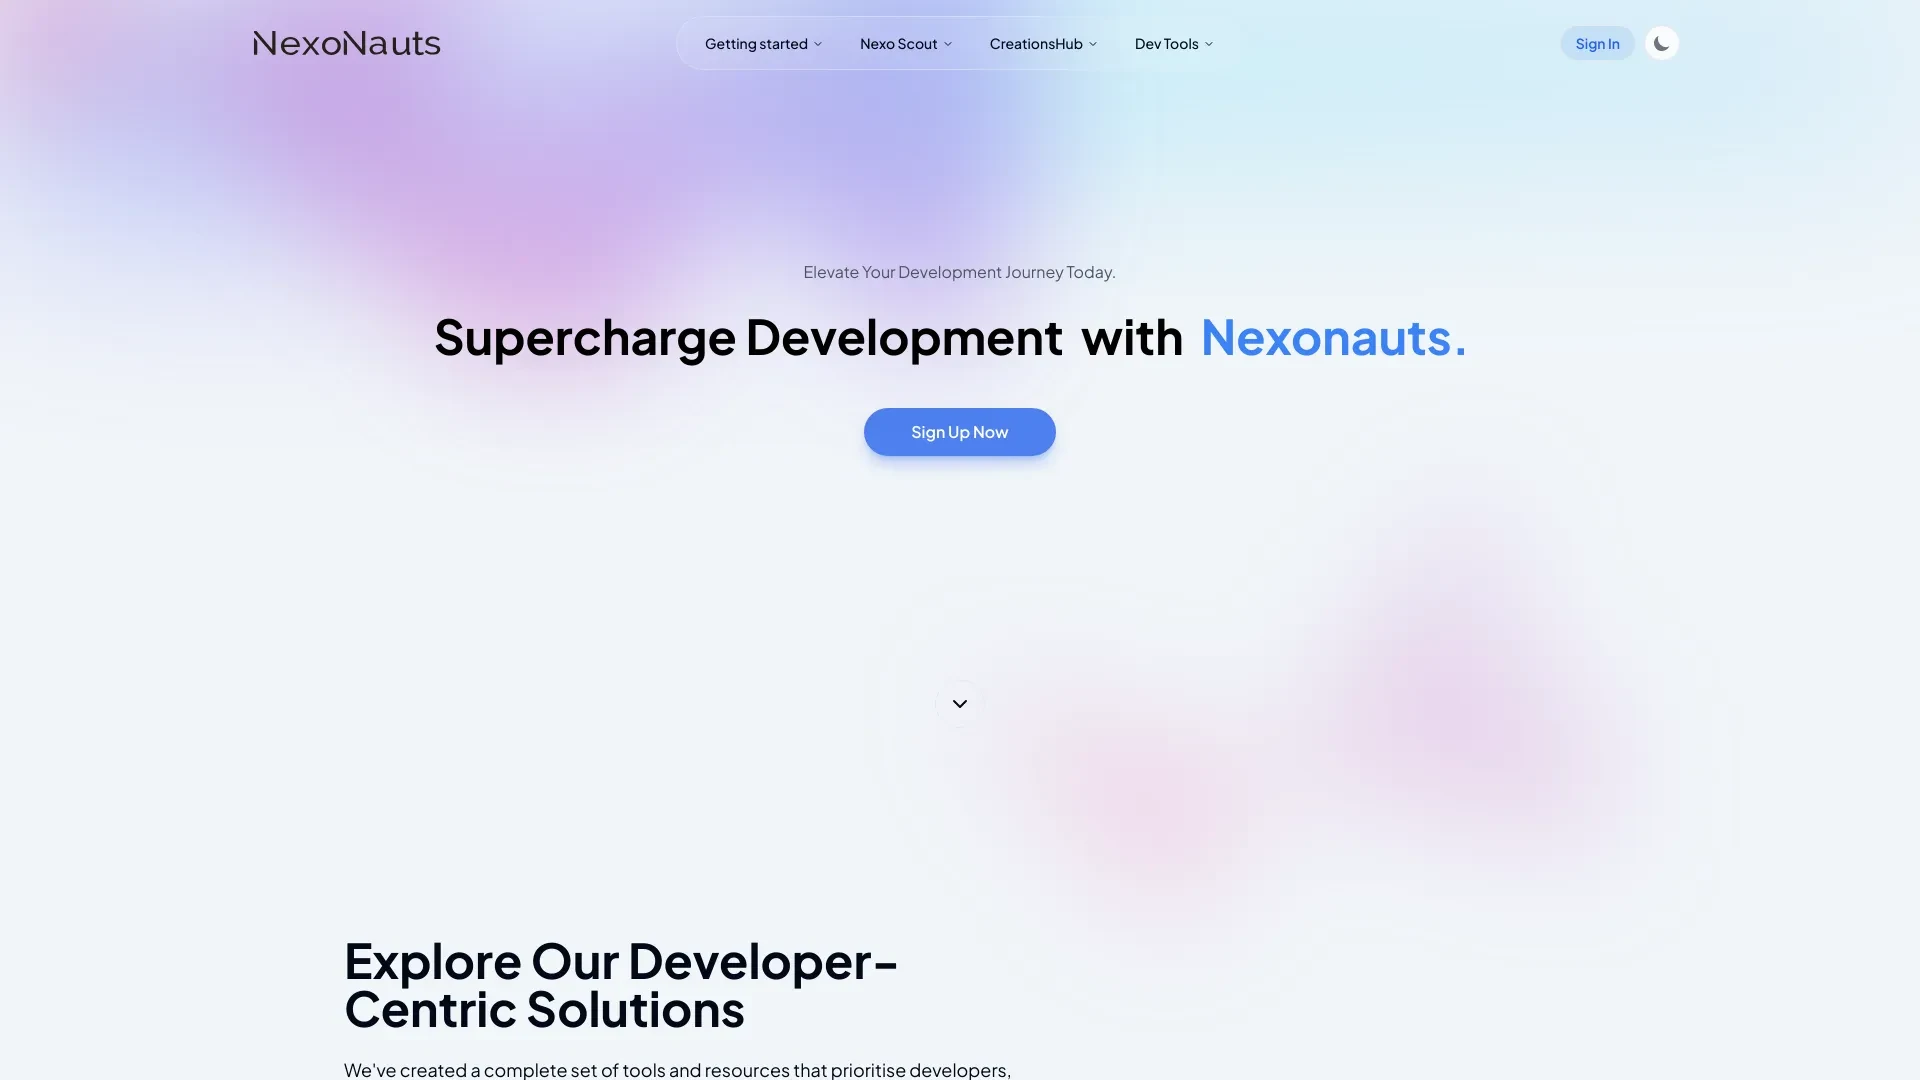 NexoNauts
Getting started
Nexo Scout
CreationsHub
Dev Tools
Sign In
Elevate Your Development Journey Today.
Supercharge Development with Nexonauts.
Sign Up Now
Explore Our Developer-
Centric Solutions
We've created a complete set of tools and resources that prioritise developers,